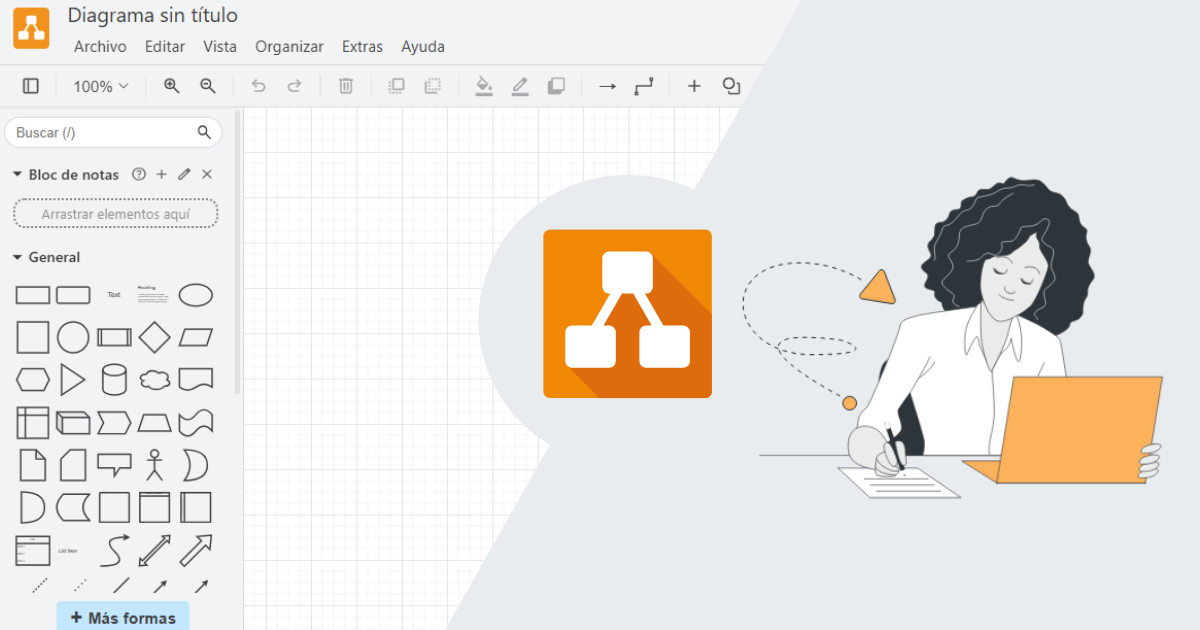 Diagrama sin título
Archivo Editar Vista Organizar Extras Ayuda
100%
Buscar (/)
Bloc de notas
Arrastrar elementos aquí
General
Text
Heading
List Item
+ Más formas